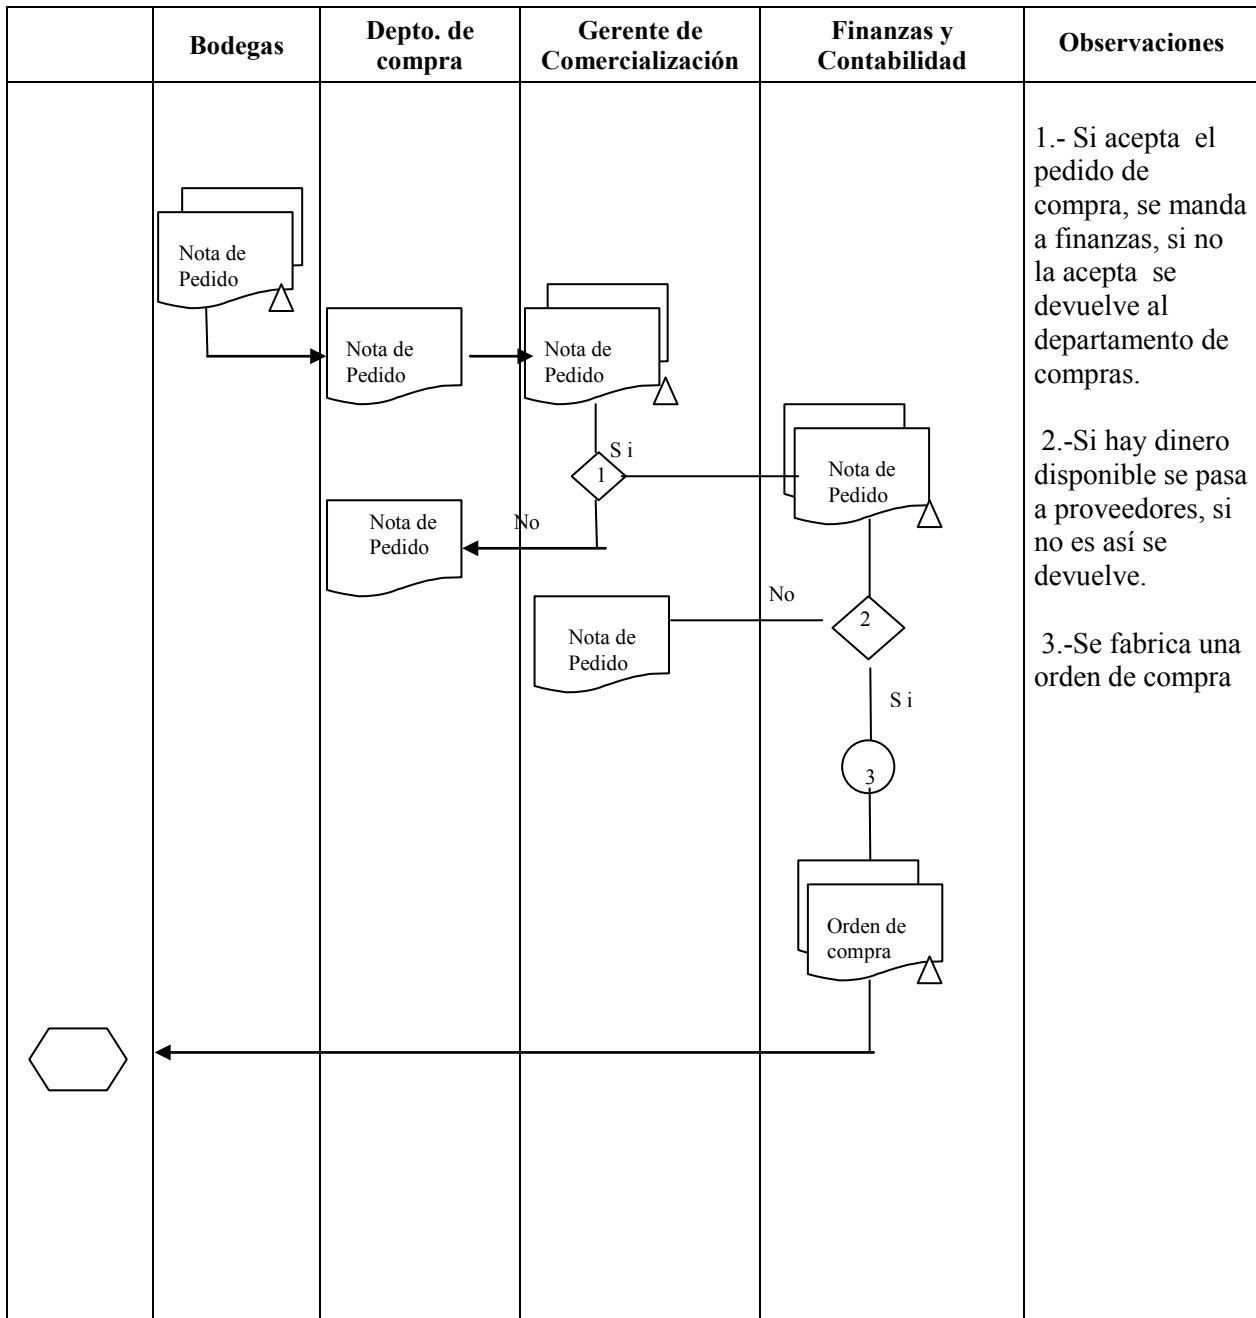 Bodegas
Depto. de
compra
Gerente de
Comercialización
Finanzas y
Contabilidad
Observaciones
Nota de
Pedido
Nota de
Pedido
Nota de
Pedido
S i
1
Nota de
Pedido
No
Nota de
Pedido
No
2
Nota de
Pedido
S i
3
Orden de
compra
1.- Si acepta  el
pedido de
compra, se manda
a finanzas, si no
la acepta  se
devuelve al
departamento de
compras.
2.-Si hay dinero
disponible se pasa
a proveedores, si
no es así se
devuelve.
3.-Se fabrica una
orden de compra